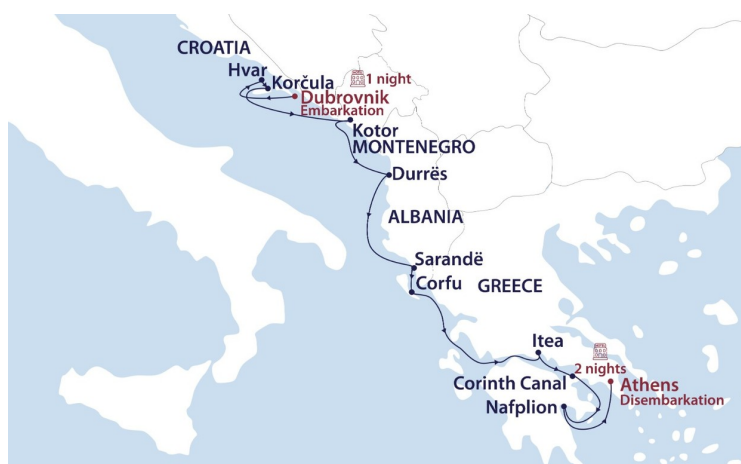 CROATIA
Hvar
Korčula
1 night
Dubrovnik
Embarkation
Kotor
MONTENEGRO
Durrës
ALBANIA
Sarandë
Corfu
GREECE
Itea
2 nights
Corinth Canal
Athens
Nafplion
Disembarkation